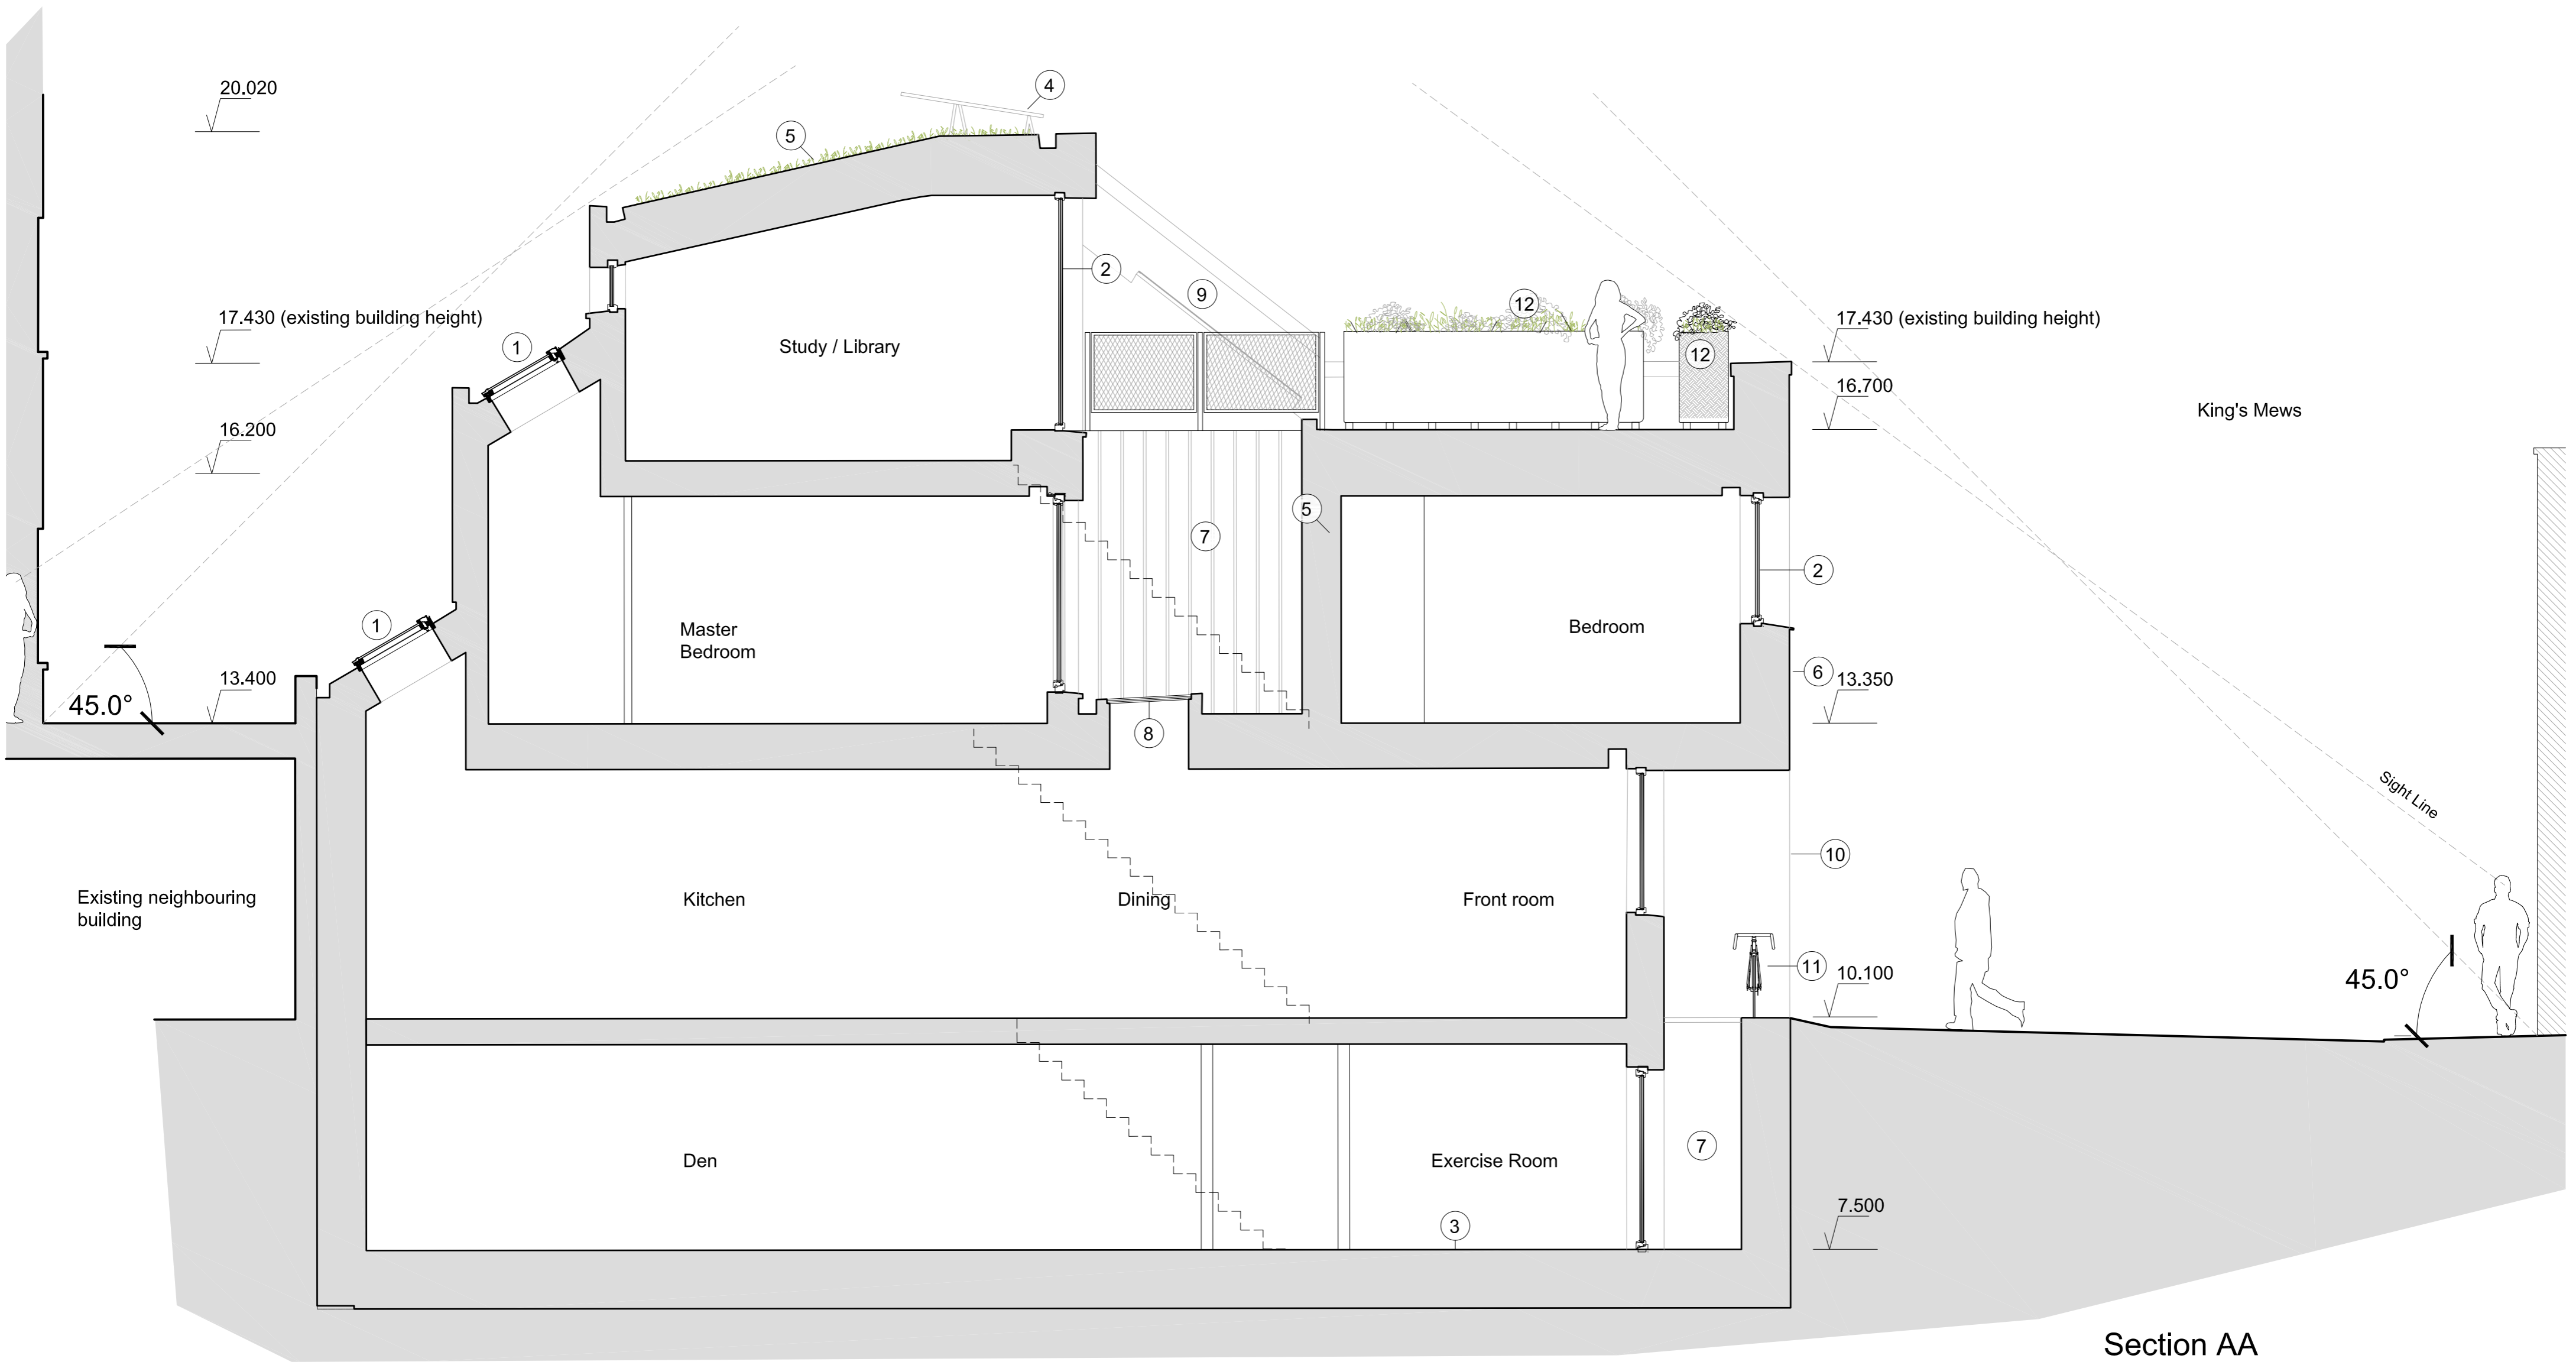 4
20.020
5
2
9
12
17.430 (existing building height)
17.430 (existing building height)
1
Study / Library
12
16.700
King's Mews
16.200
5
7
2
1
Master
Bedroom
Bedroom
6
13.400
13.350
45.0°
8
Sight Line
10
Existing neighbouring
building
Kitchen
Dining
Front room
11
10.100
45.0°
7
Den
Exercise Room
3
7.500
Section AA